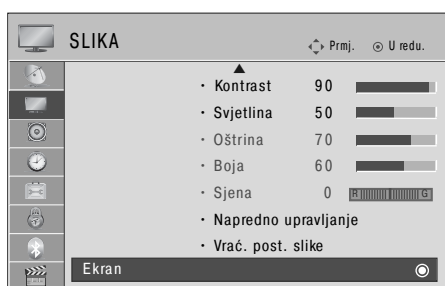 SLIKA Prmj. U redu.
• Kontrast 90
• Svjetlina 50
• Oštrina 70
• Boja 60
• Sjena 0 R G
• Napredno upravljanje
• Vrać. post. slike
Ekran